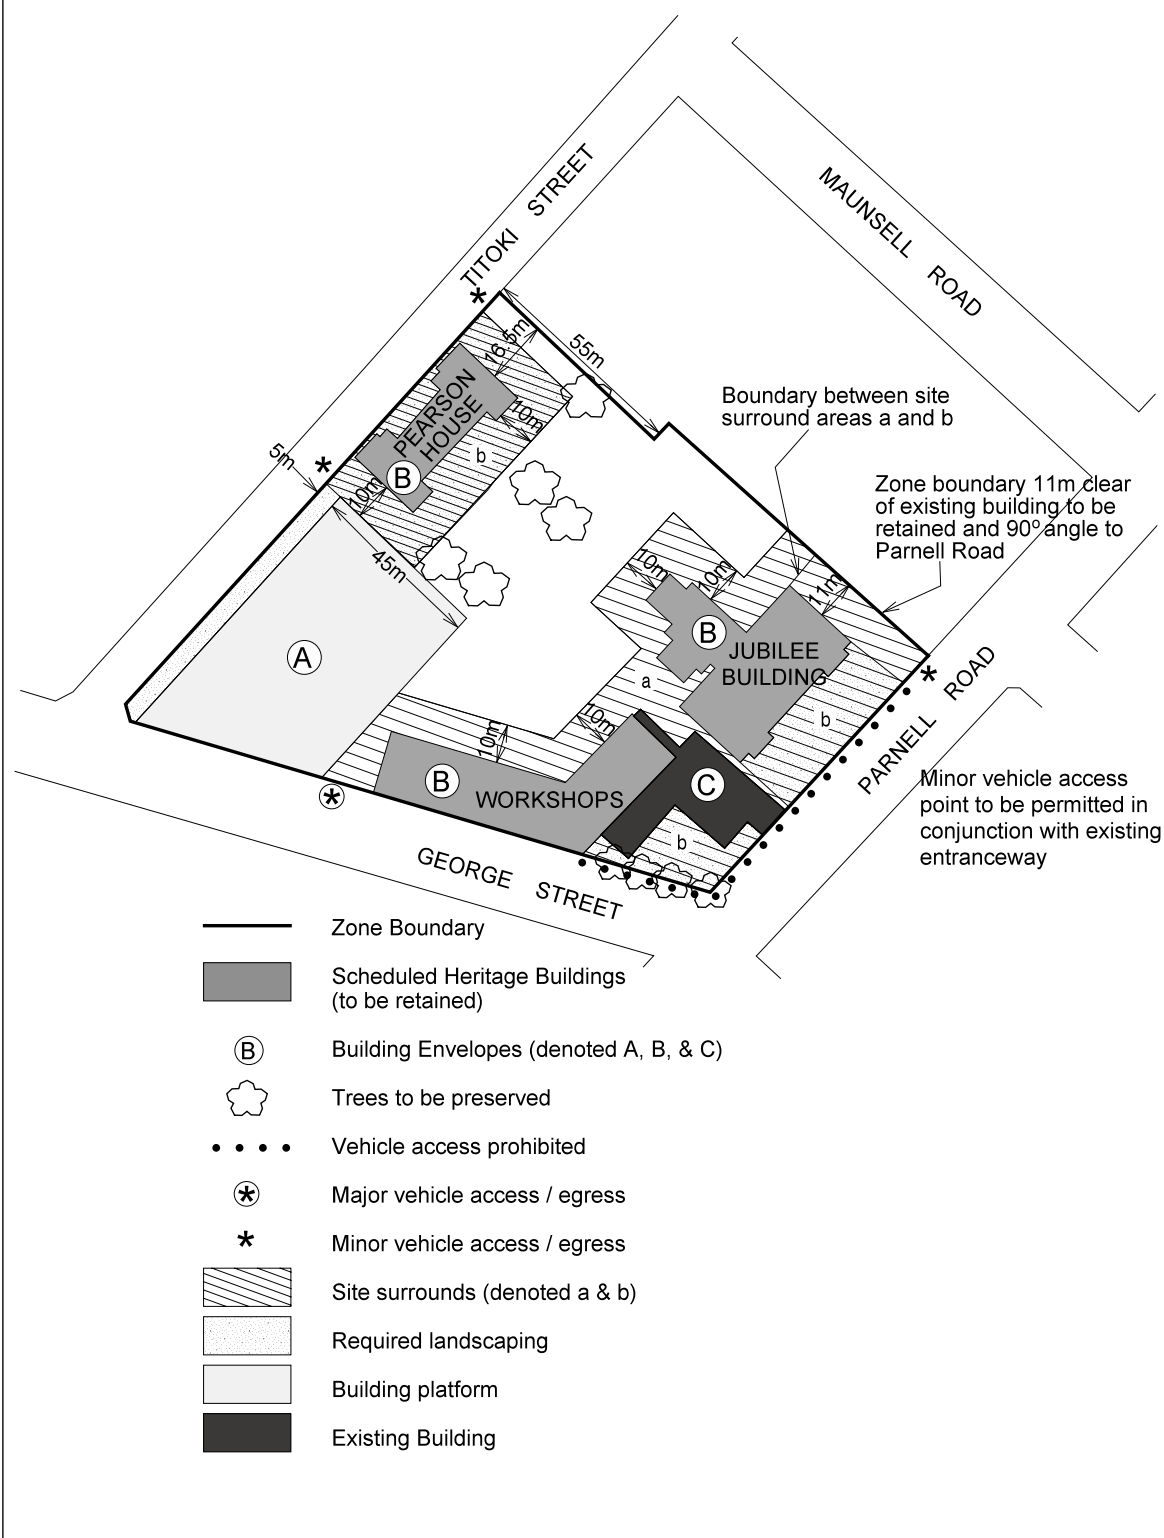 TITOKI STREET
MAUNSELL ROAD
*
16.5m
55m
PEARSON
HOUSE
10m
b
B
5m
*
10m
45m
A
Boundary between site
surround areas a and b
Zone boundary 11m clear
of existing building to be
retained and 90º angle to
Parnell Road
10m
10m
11m
B
JUBILEE
BUILDING
a
b
*
PARNELL ROAD
10m
10m
B
WORKSHOPS
C
b
*
GEORGE STREET
Minor vehicle access
point to be permitted in
conjunction with existing
entranceway
Zone Boundary
Scheduled Heritage Buildings
(to be retained)
B
Building Envelopes (denoted A, B, & C)
Trees to be preserved
Vehicle access prohibited
*
Major vehicle access / egress
*
Minor vehicle access / egress
Site surrounds (denoted a & b)
Required landscaping
Building platform
Existing Building